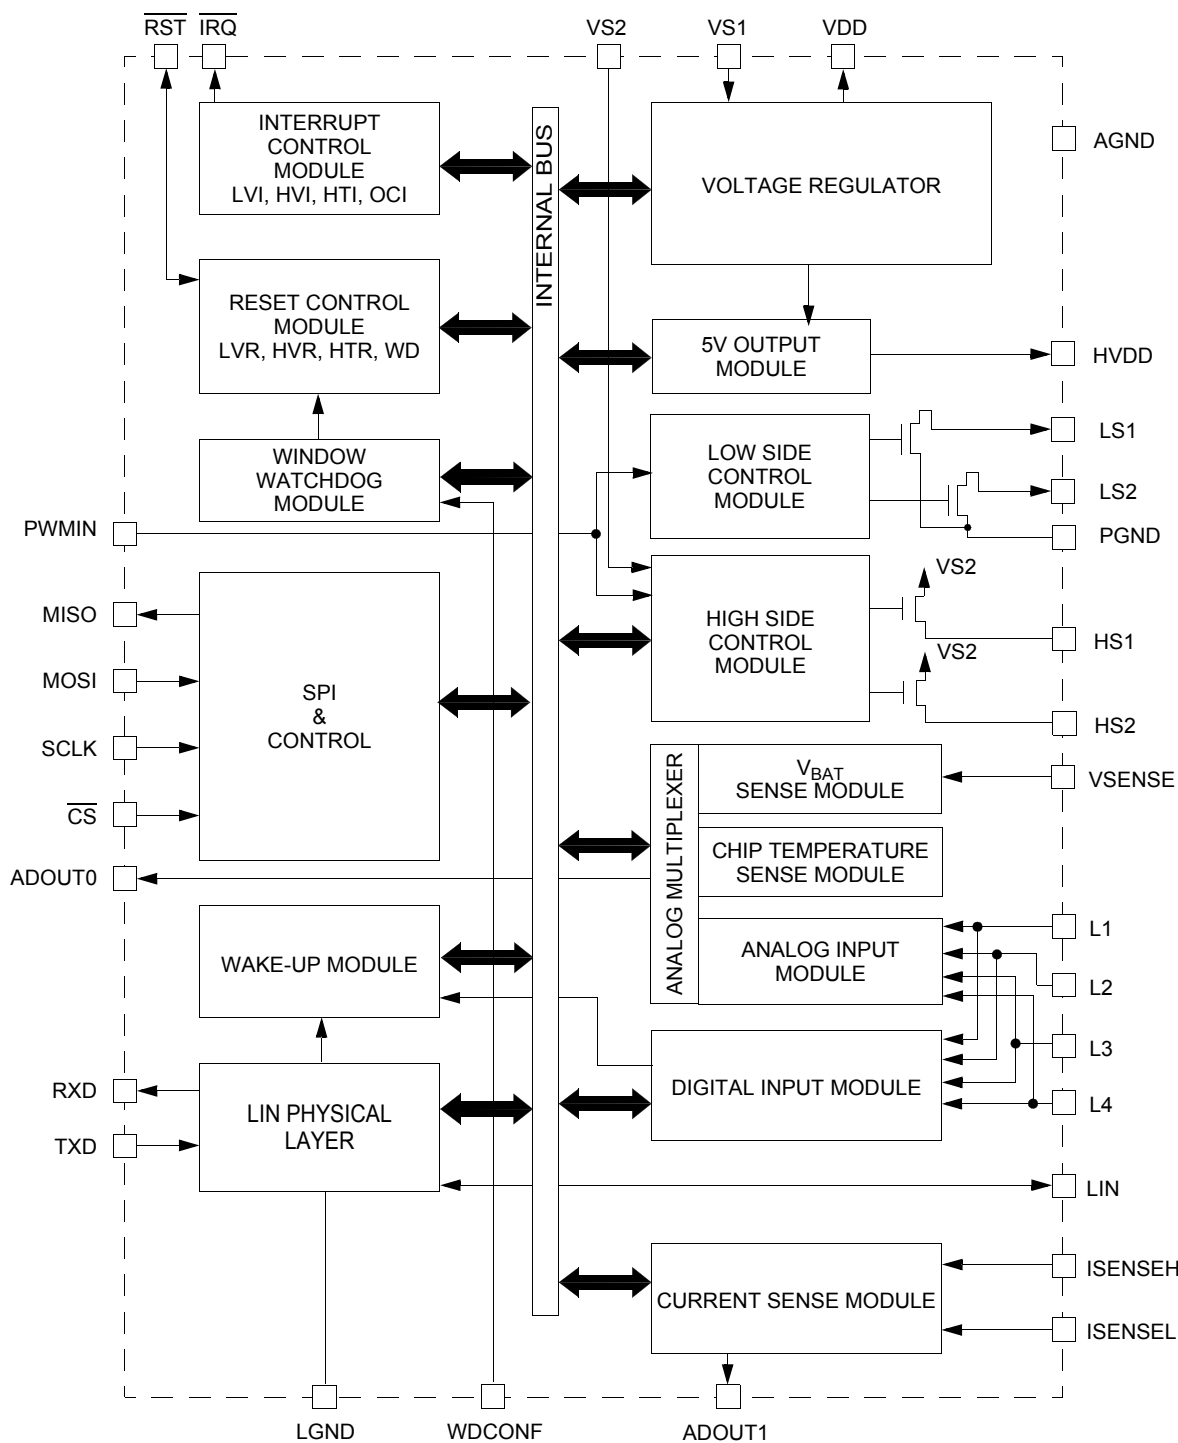 RST IRQ VS2 VS1 VDD
INTERRUPT
CONTROL
MODULE
LVI, HVI, HTI, OCI
INTERNAL BUS
VOLTAGE REGULATOR
AGND
RESET CONTROL
MODULE
LVR, HVR, HTR, WD
5V OUTPUT
MODULE
HVDD
WINDOW
WATCHDOG
MODULE
LOW SIDE
CONTROL
MODULE
LS1
LS2
PWMIN
PGND
VS2
HIGH SIDE
CONTROL
MODULE
HS1
VS2
HS2
MISO
MOSI
SCLK
CS
SPI
&
CONTROL
ANALOG MULTIPLEXER
VBAT
SENSE MODULE
VSENSE
CHIP TEMPERATURE
SENSE MODULE
ADOUT0
ANALOG INPUT
MODULE
L1
L2
L3
L4
WAKE-UP MODULE
DIGITAL INPUT MODULE
RXD
TXD
LIN PHYSICAL
LAYER
LIN
CURRENT SENSE MODULE
ISENSEH
ISENSEL
LGND WDCONF ADOUT1